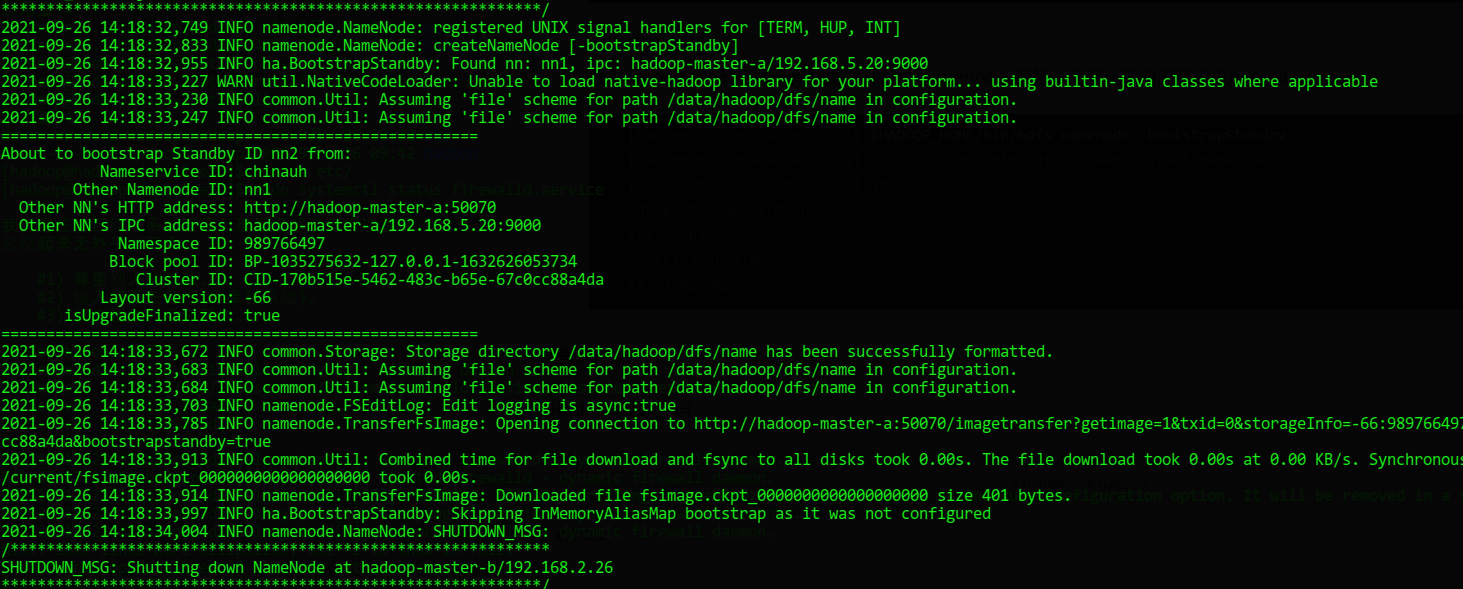 ************************************************************/
2021-09-26 14:18:32,749 INFO namenode.NameNode: registered UNIX signal handlers for [TERM, HUP, INT]
2021-09-26 14:18:32,833 INFO namenode.NameNode: createNameNode [-bootstrapStandby]
2021-09-26 14:18:32,955 INFO ha.BootstrapStandby: Found nn: nn1, ipc: hadoop-master-a/192.168.5.20:9000
2021-09-26 14:18:33,227 WARN util.NativeCodeLoader: Unable to load native-hadoop library for your platform... using builtin-java classes where applicable
2021-09-26 14:18:33,230 INFO common.Util: Assuming 'file' scheme for path /data/hadoop/dfs/name in configuration.
2021-09-26 14:18:33,247 INFO common.Util: Assuming 'file' scheme for path /data/hadoop/dfs/name in configuration.
=====================================================
About to bootstrap Standby ID nn2 from:
Nameservice ID: chinauh
Other Namenode ID: nn1
Other NN's HTTP address: http://hadoop-master-a:50070
Other NN's IPC  address: hadoop-master-a/192.168.5.20:9000
Namespace ID: 989766497
Block pool ID: BP-1035275632-127.0.0.1-1632626053734
Cluster ID: CID-170b515e-5462-483c-b65e-67c0cc88a4da
Layout version: -66
isUpgradeFinalized: true
=====================================================
2021-09-26 14:18:33,672 INFO common.Storage: Storage directory /data/hadoop/dfs/name has been successfully formatted.
2021-09-26 14:18:33,683 INFO common.Util: Assuming 'file' scheme for path /data/hadoop/dfs/name in configuration.
2021-09-26 14:18:33,684 INFO common.Util: Assuming 'file' scheme for path /data/hadoop/dfs/name in configuration.
2021-09-26 14:18:33,703 INFO namenode.FSEditLog: Edit logging is async:true
2021-09-26 14:18:33,785 INFO namenode.TransferFsImage: Opening connection to http://hadoop-master-a:50070/imagetransfer?getimage=1&txid=0&storageInfo=-66:989766497
cc88a4da&bootstrapstandby=true
2021-09-26 14:18:33,913 INFO common.Util: Combined time for file download and fsync to all disks took 0.00s. The file download took 0.00s at 0.00 KB/s. Synchronous
/current/fsimage.ckpt_0000000000000000000 took 0.00s.
2021-09-26 14:18:33,914 INFO namenode.TransferFsImage: Downloaded file fsimage.ckpt_0000000000000000000 size 401 bytes.
2021-09-26 14:18:33,997 INFO ha.BootstrapStandby: Skipping InMemoryAliasMap bootstrap as it was not configured
2021-09-26 14:18:34,004 INFO namenode.NameNode: SHUTDOWN_MSG:
/************************************************************
SHUTDOWN_MSG: Shutting down NameNode at hadoop-master-b/192.168.2.26
************************************************************/